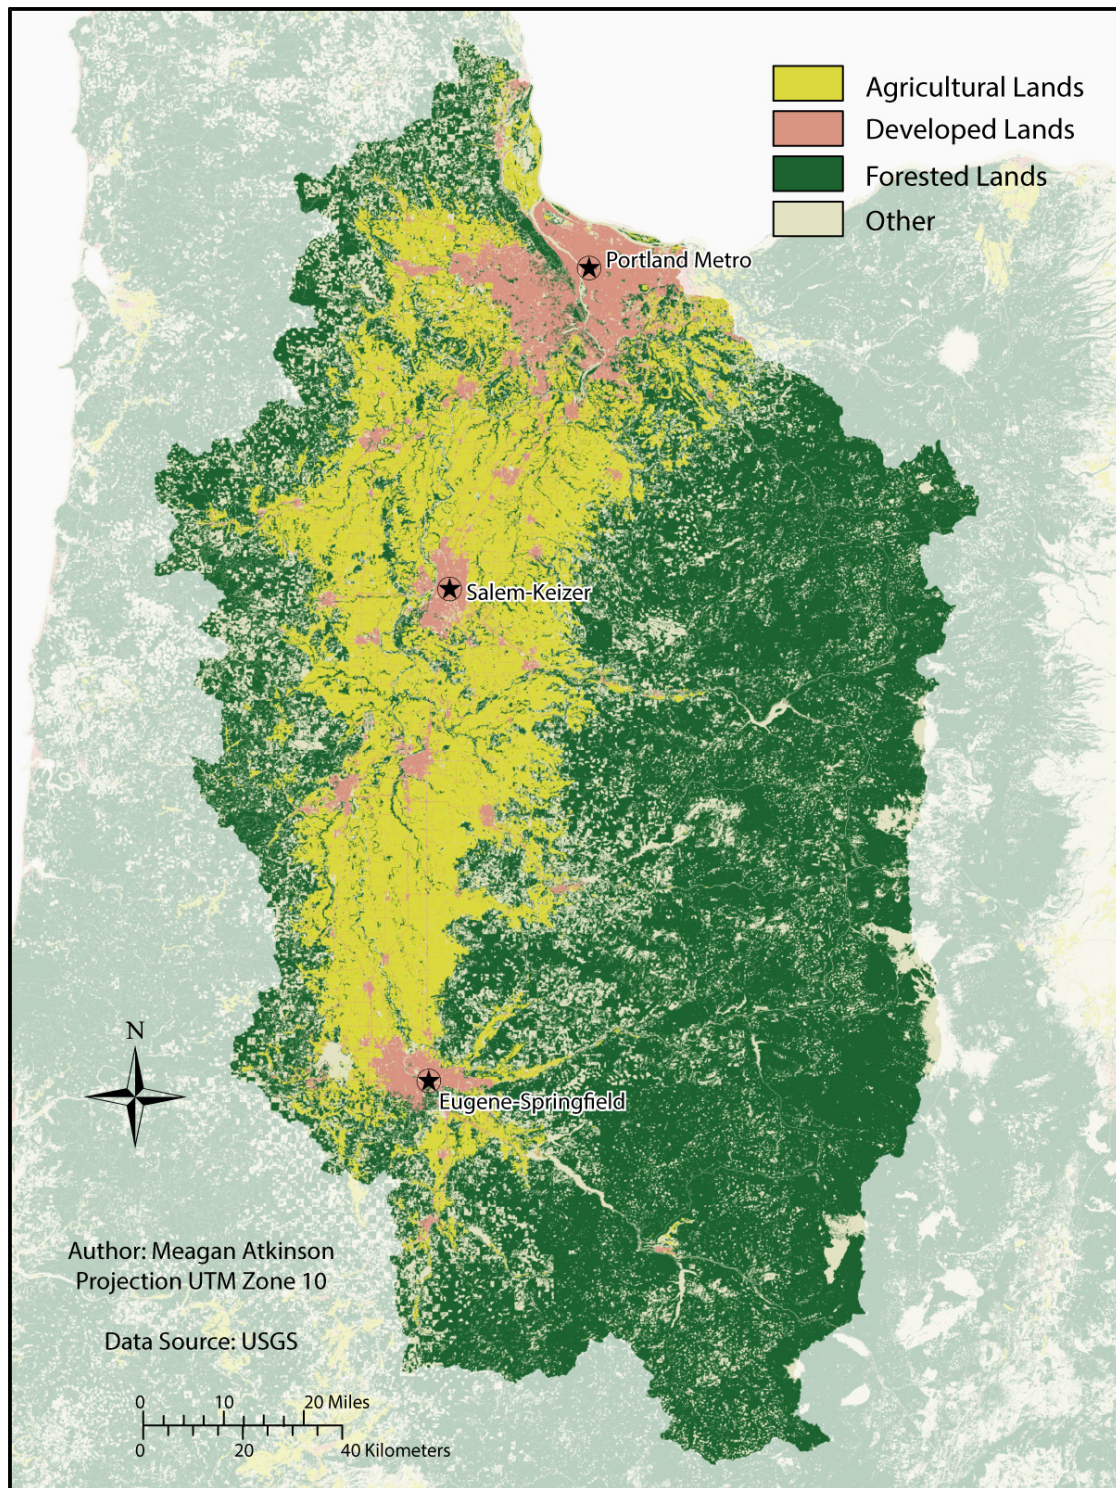 Agricultural Lands
Developed Lands
Forested Lands
Other
Portland Metro
Salem-Keizer
N
Eugene-Springfield
Author: Meagan Atkinson
Projection UTM Zone 10
Data Source: USGS
0 10 20 Miles
0 20 40 Kilometers